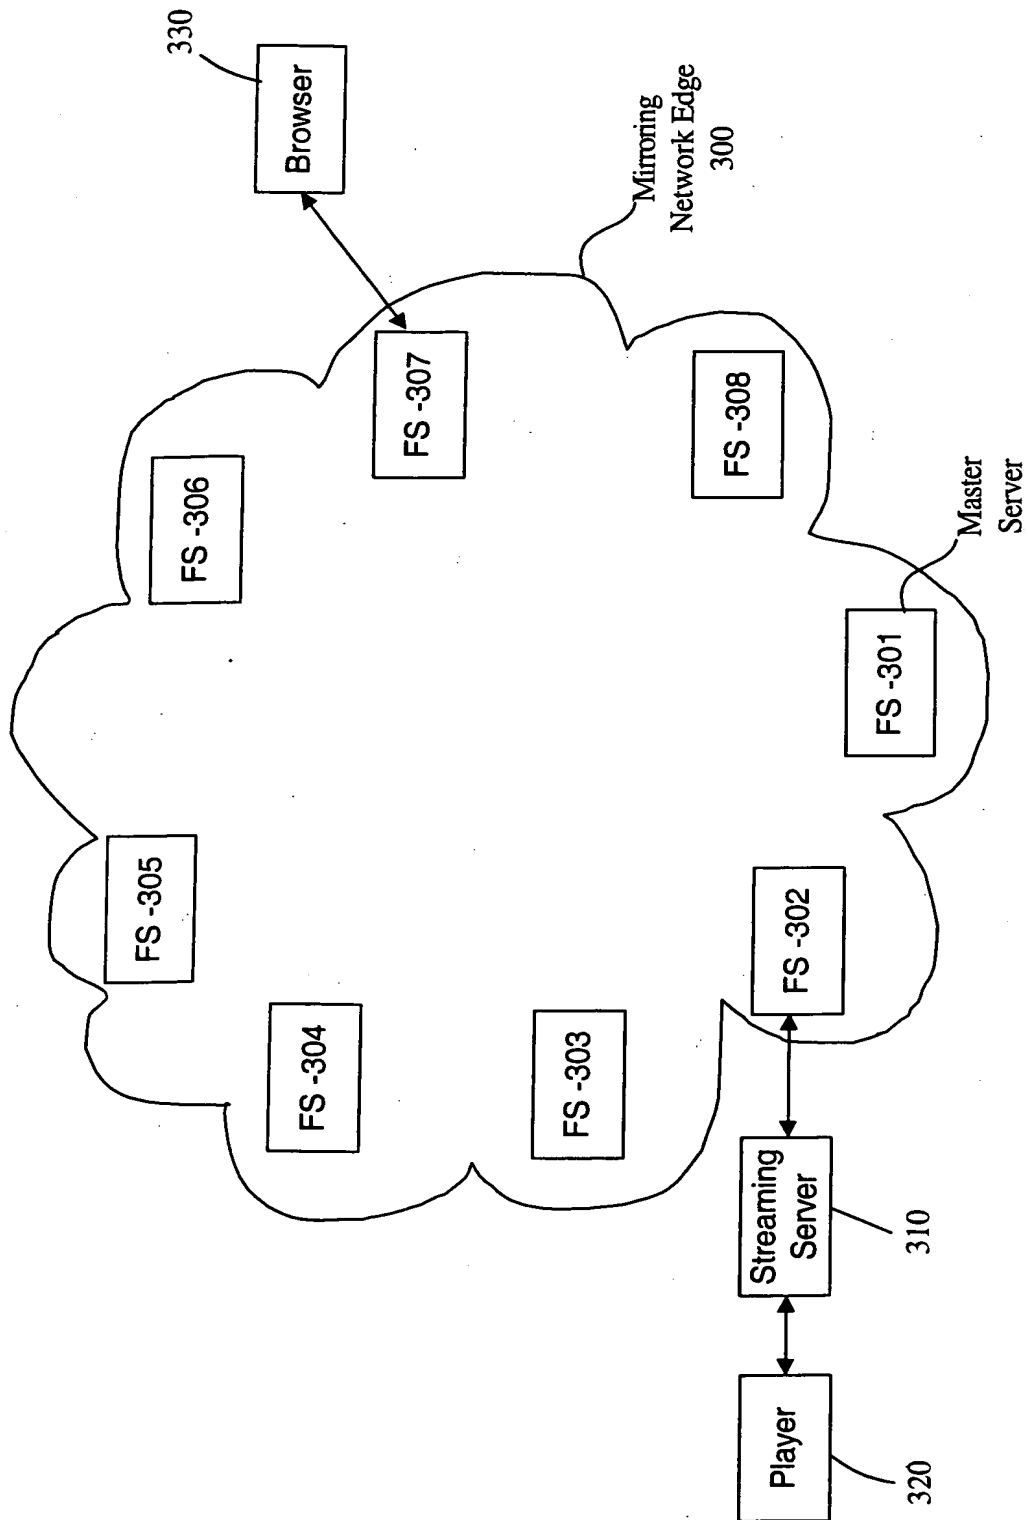 330
Browser
Mirroring
Network Edge
300
FS -307
FS -306
FS -308
Master
Server
FS -301
FS -305
FS -302
FS -304
FS -303
Streaming
Server
310
Player
320